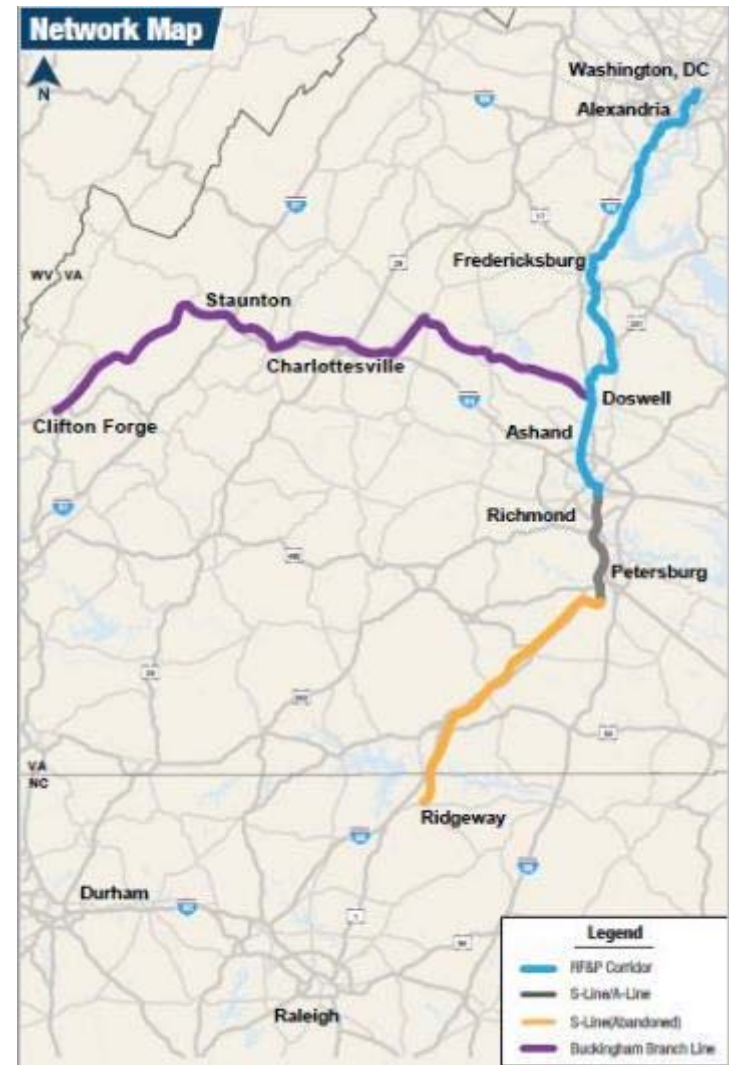 Network Map
N
Washington, DC
Alexandria
Fredericksburg
WV
VA
Staunton
Charlottesville
Doswell
Clifton Forge
Ashand
Richmond
Petersburg
VA
NC
Ridgeway
Durham
1
Raleigh
Legend
RF&P Corridor
S-Line/A-Line
S-Line(Abandoned)
Buckingham Branch Line